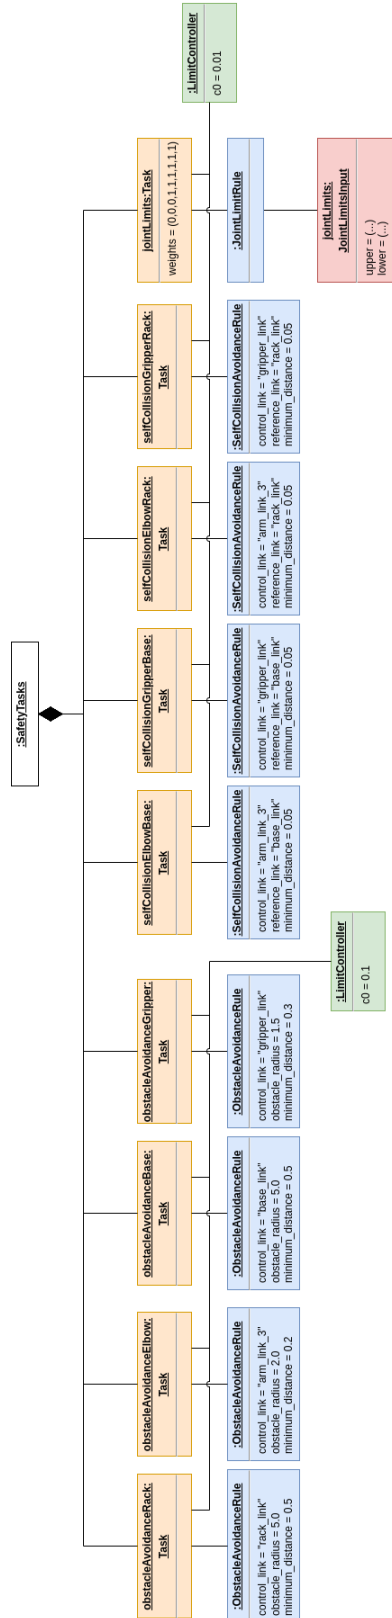 :SafetyTasks
obstacleAvoidanceRack:
Task
obstacleAvoidanceElbow:
Task
obstacleAvoidanceBase:
Task
obstacleAvoidanceGripper:
Task
selfCollisionElbowBase:
Task
selfCollisionGripperBase:
Task
selfCollisionElbowRack:
Task
selfCollisionGripperRack:
Task
jointLimits:Task
weights = (0,0,0,1,1,1,1,1,1)
:LimitController
c0 = 0.01
:ObstacleAvoidanceRule
control_link = "rack_link"
obstacle_radius = 5.0
minimum_distance = 0.5
:ObstacleAvoidanceRule
control_link = "arm_link_3"
obstacle_radius = 2.0
minimum_distance = 0.2
:ObstacleAvoidanceRule
control_link = "base_link"
obstacle_radius = 5.0
minimum_distance = 0.5
:ObstacleAvoidanceRule
control_link = "gripper_link"
obstacle_radius = 1.5
minimum_distance = 0.3
:SelfCollisionAvoidanceRule
control_link = "arm_link_3"
reference_link = "base_link"
minimum_distance = 0.05
:SelfCollisionAvoidanceRule
control_link = "gripper_link"
reference_link = "base_link"
minimum_distance = 0.05
:SelfCollisionAvoidanceRule
control_link = "arm_link_3"
reference_link = "rack_link"
minimum_distance = 0.05
:SelfCollisionAvoidanceRule
control_link = "gripper_link"
reference_link = "rack_link"
minimum_distance = 0.05
:JointLimitRule
:LimitController
c0 = 0.1
jointLimits:
JointLimitsInput
upper = (...)
lower = (...)